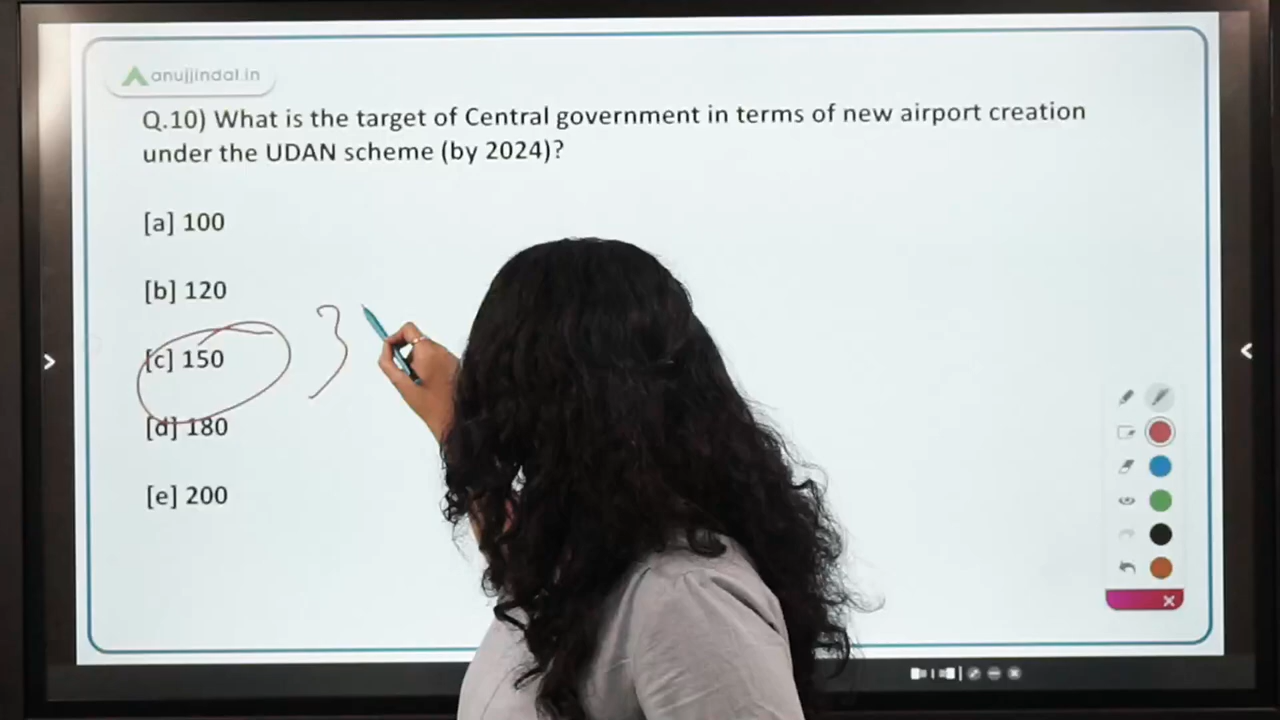 anujjindal.in
Q.10) What is the target of Central government in terms of new airport creation
under the UDAN scheme (by 2024)?
[a] 100
[b] 120
[c] 150
3
[d] 180
[e] 200